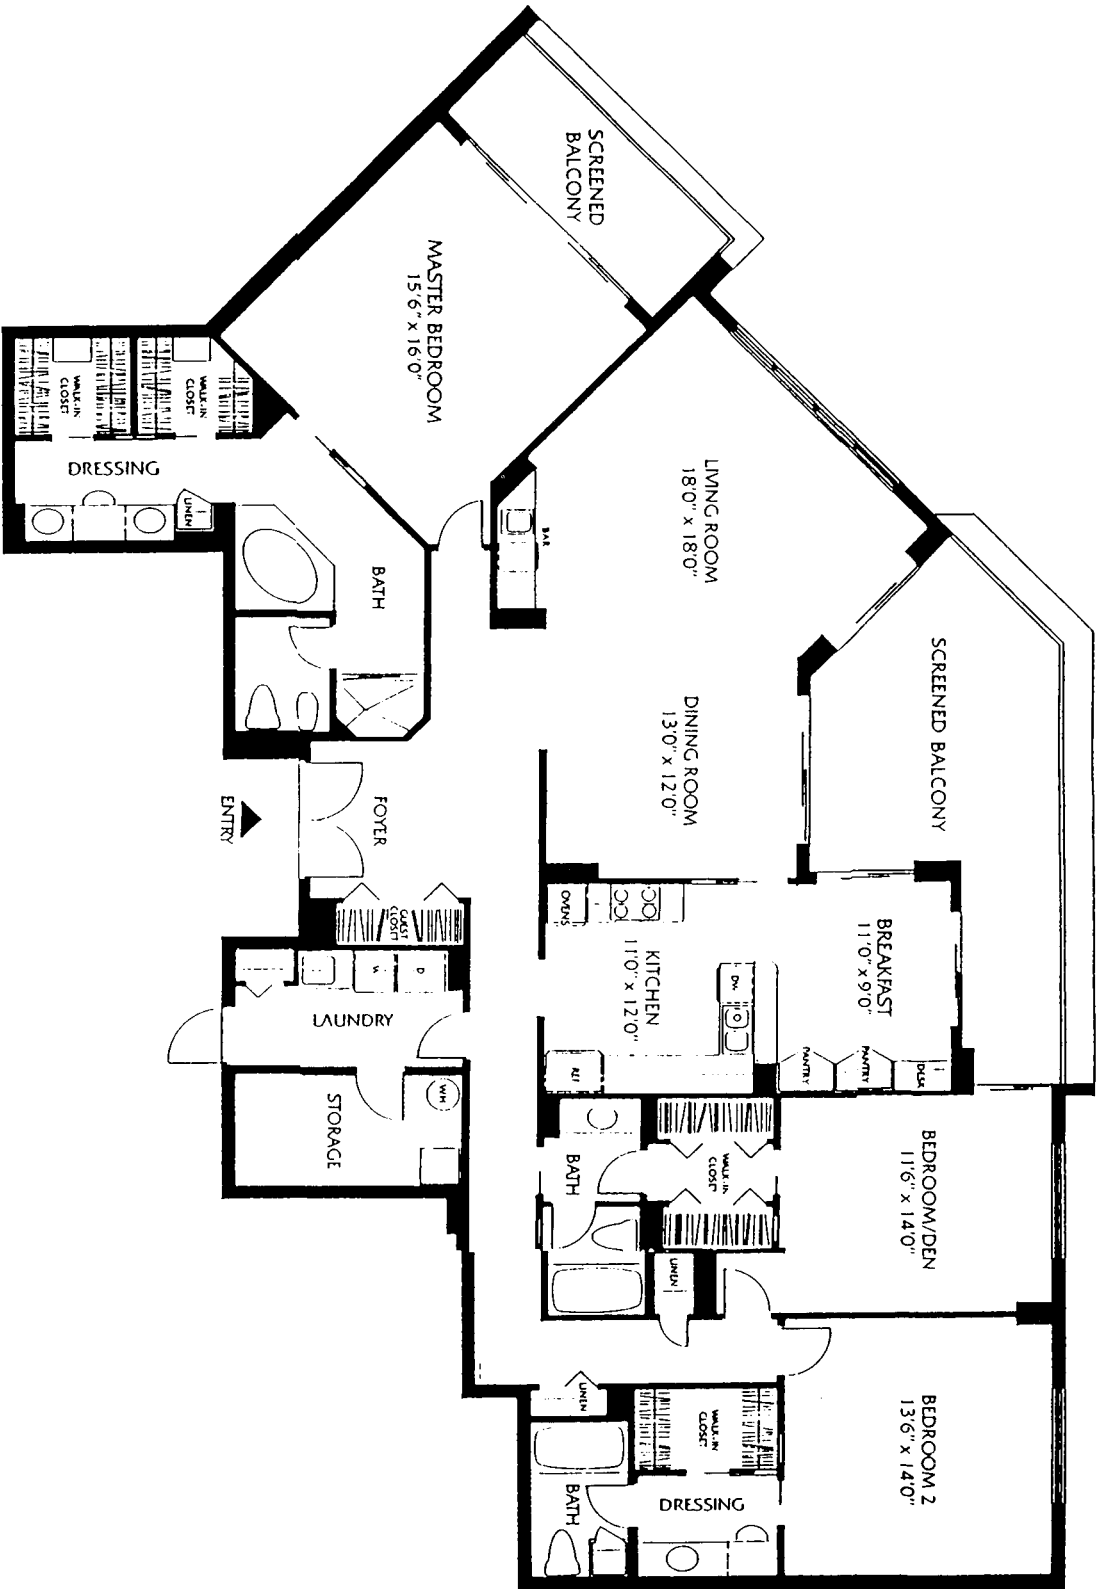 SCREENED
BALCONY
MASTER BEDROOM
15'6" x 16'0"
WALK-IN
CLOSET
WALK-IN
CLOSET
DRESSING
LINEN
BATH
BAR
LIVING ROOM
18'0" x 18'0"
SCREENED BALCONY
DINING ROOM
13'0" x 12'0"
FOYER
ENTRY
GUEST
CLOSET
OVENS
KITCHEN
11'0" x 12'0"
DW
REF
BREAKFAST
11'0" x 9'0"
PANTRY
PANTRY
DESK
W
D
LAUNDRY
WH
STORAGE
BATH
WALK-IN
CLOSET
BEDROOM/DEN
11'6" x 14'0"
LINEN
LINEN
WALK-IN
CLOSET
BEDROOM 2
13'6" x 14'0"
DRESSING
BATH